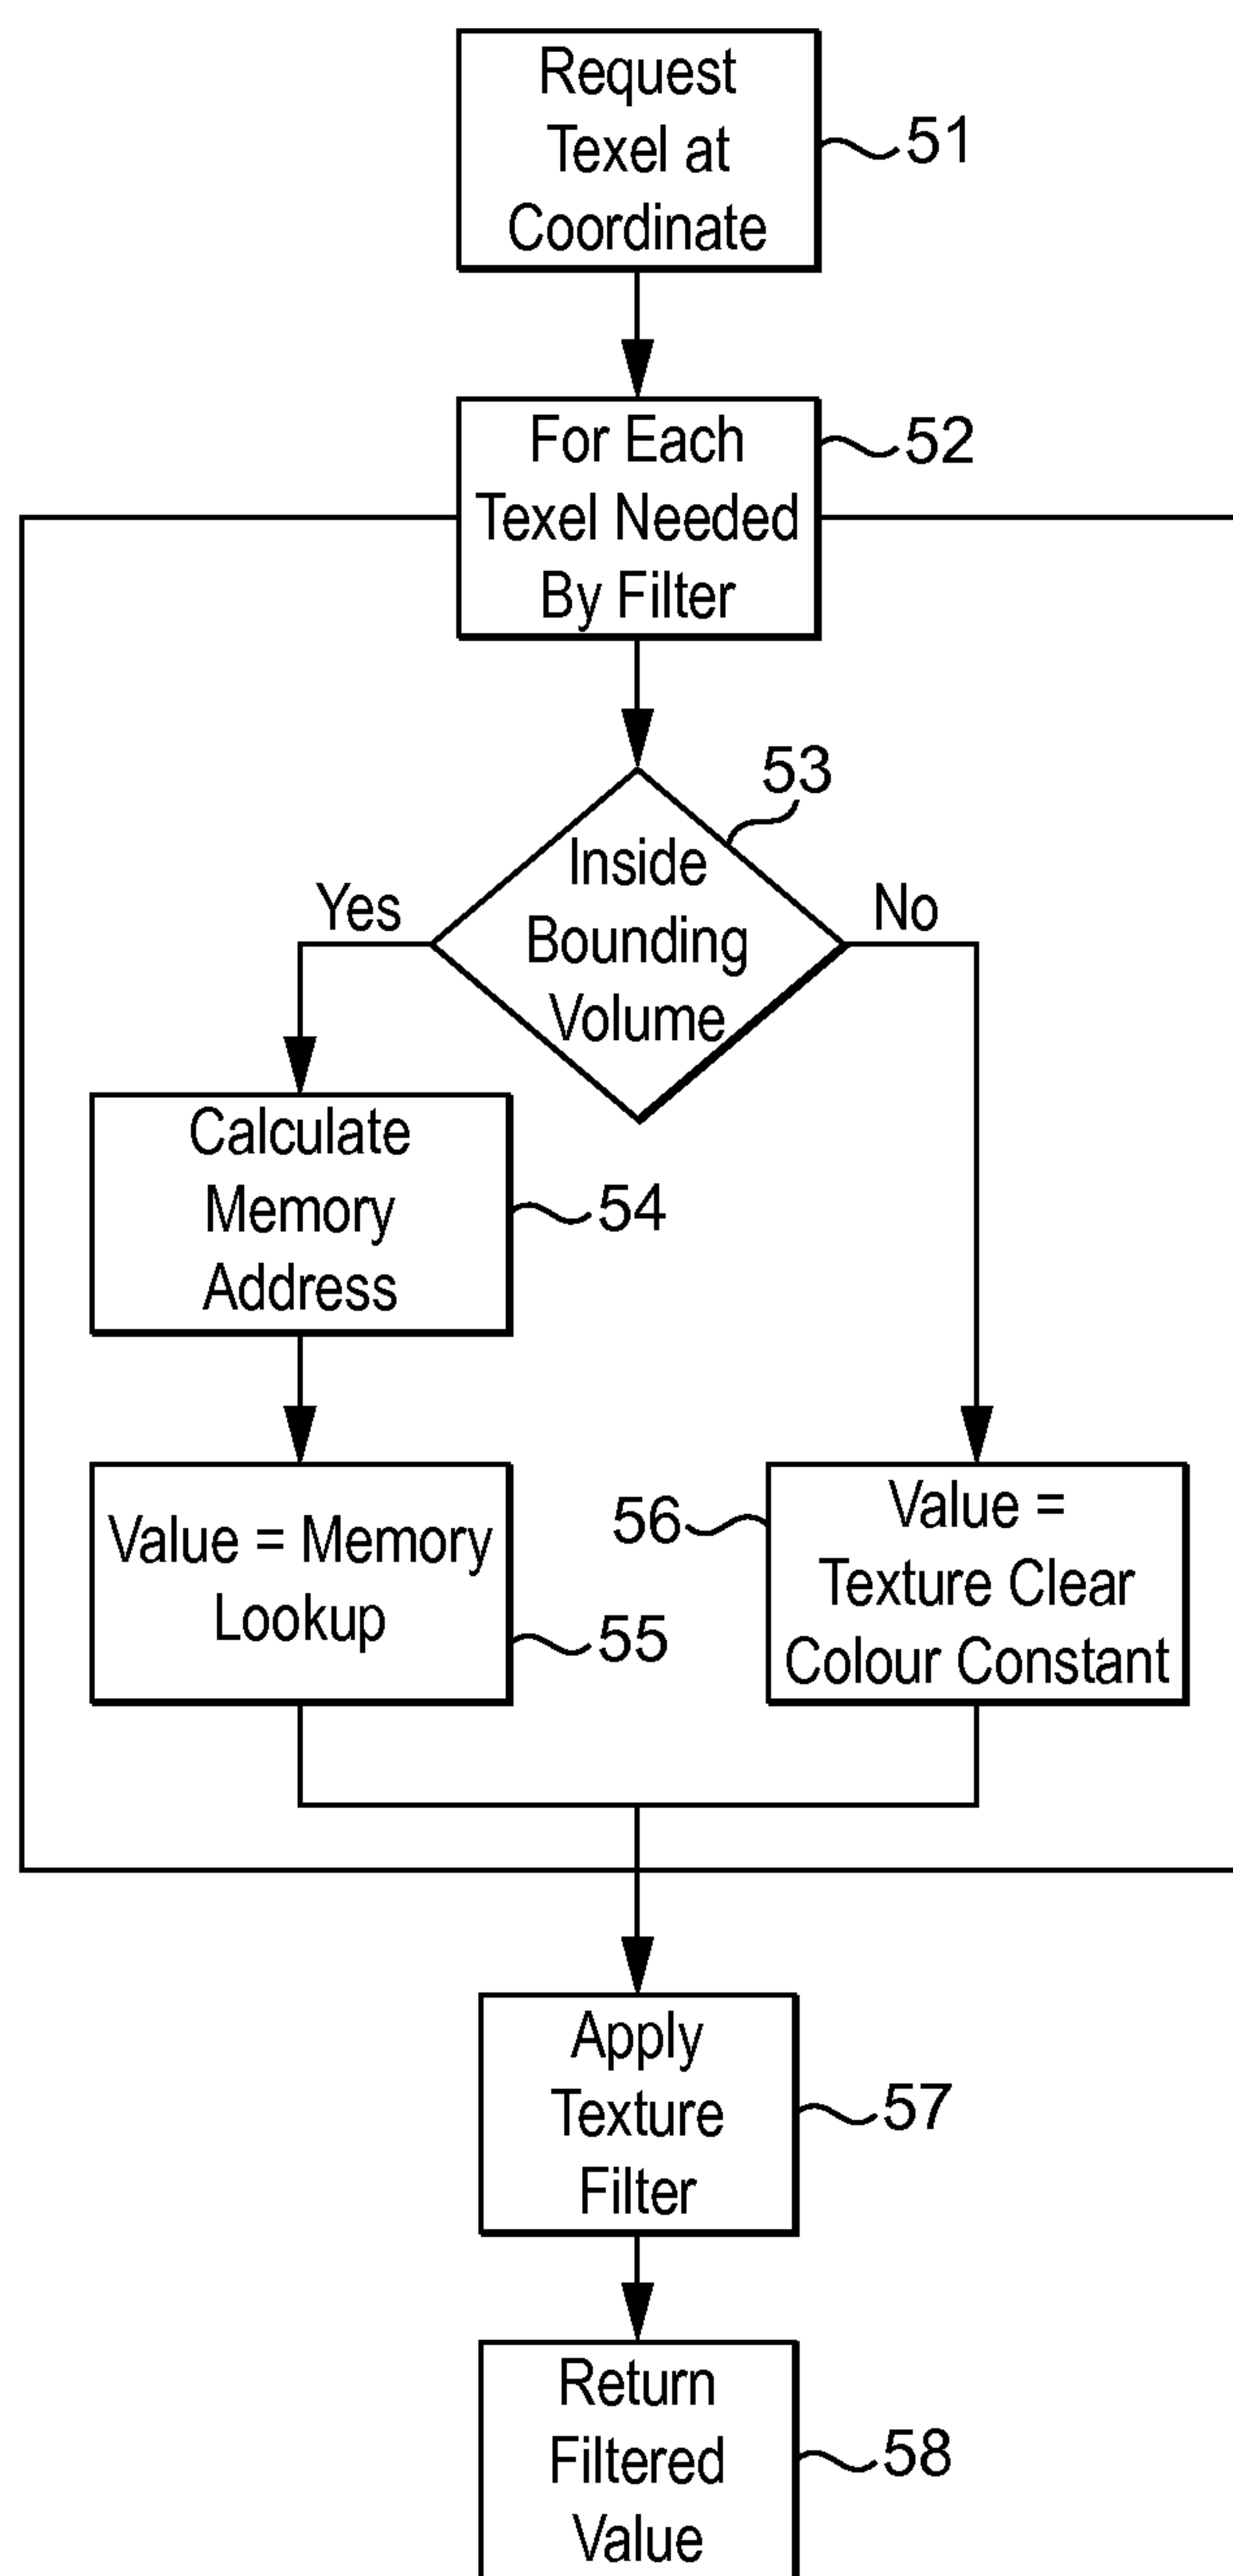 Request
Texel at
Coordinate
51
For Each
Texel Needed
By Filter
52
53
Inside
Bounding
Volume
Yes
No
Calculate
Memory
Address
54
Value = Memory
Lookup
55
56
Value =
Texture Clear
Colour Constant
Apply
Texture
Filter
57
Return
Filtered
Value
58